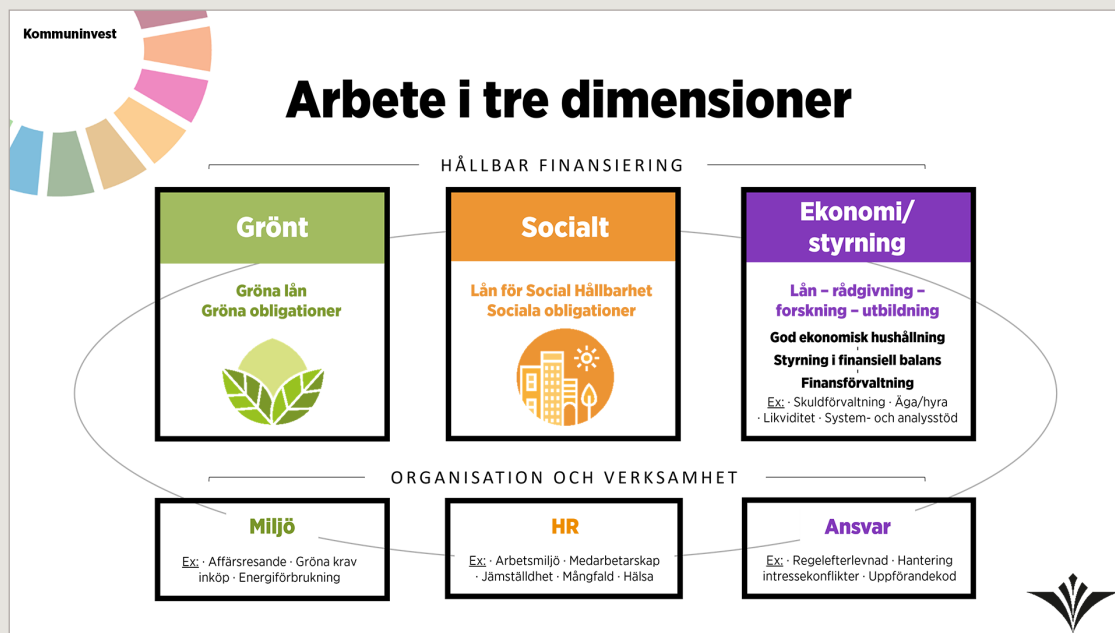 Kommuninvest
Arbete i tre dimensioner
HÅLLBAR FINANSIERING
Grönt
Gröna lån
Gröna obligationer
Socialt
Lån för Social Hållbarhet
Sociala obligationer
Ekonomi/
styrning
Lån – rådgivning –
forskning – utbildning
God ekonomisk hushållning
Styrning i finansiell balans
Finansförvaltning
Ex: · Skuldförvaltning · Äga/hyra
· Likviditet · System- och analysstöd
ORGANISATION OCH VERKSAMHET
Miljö
Ex: · Affärsresande · Gröna krav
inköp · Energiförbrukning
HR
Ex: · Arbetsmiljö · Medarbetarskap
· Jämställdhet · Mångfald · Hälsa
Ansvar
Ex: · Regelefterlevnad · Hantering
intressekonflikter · Uppförandekod